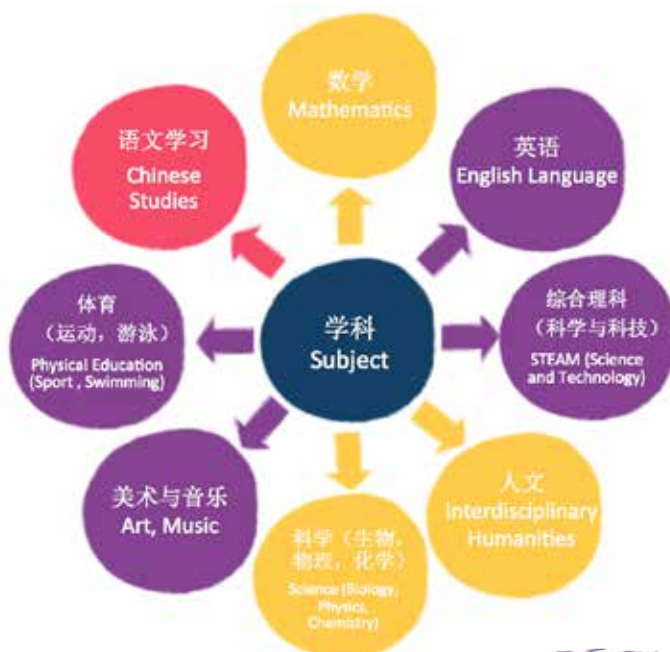 数学
Mathematics
语文学习
Chinese
Studies
英语
English Language
体育
（运动，游泳）
Physical Education
(Sport , Swimming)
学科
Subject
综合理科
（科学与科技）
STEAM (Science
and Technology)
美术与音乐
Art, Music
科学（生物，
物理，化学）
Science (Biology,
Physics,
Chemistry)
人文
Interdisciplinary
Humanities